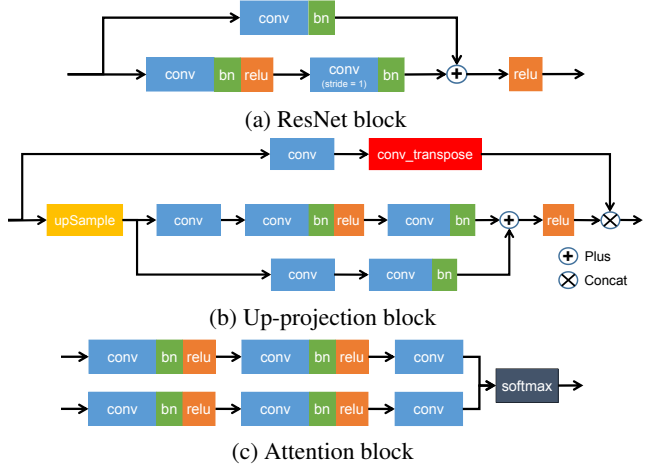 conv bn
conv bn relu conv (stride = 1) bn + relu
(a) ResNet block
conv conv_transpose
upSample conv conv bn relu conv bn + relu
+ Plus
conv conv bn
Concat
(b) Up-projection block
conv bn relu conv bn relu conv
softmax
conv bn relu conv bn relu conv
(c) Attention block